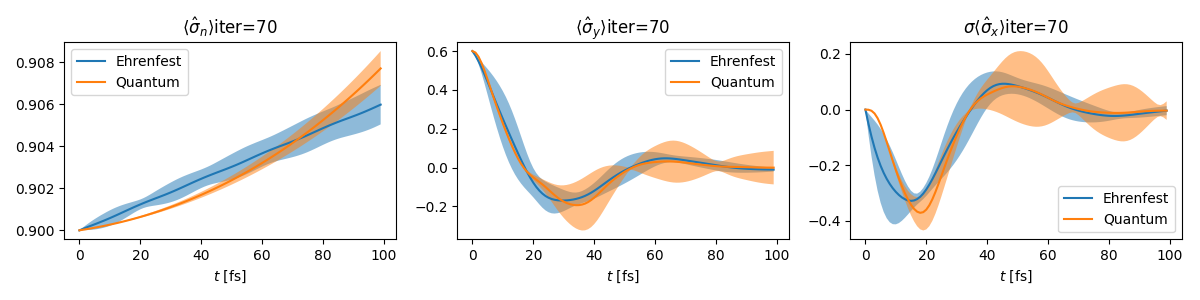 ⟨σ̂ₙ⟩iter=70
0.908
0.906
0.904
0.902
0.900
Ehrenfest
Quantum
0 20 40 60 80 100
t [fs]
⟨σ̂ᵧ⟩iter=70
0.6
0.4
0.2
0.0
−0.2
Ehrenfest
Quantum
0 20 40 60 80 100
t [fs]
σ⟨σ̂ₓ⟩iter=70
0.2
0.0
−0.2
−0.4
Ehrenfest
Quantum
0 20 40 60 80 100
t [fs]